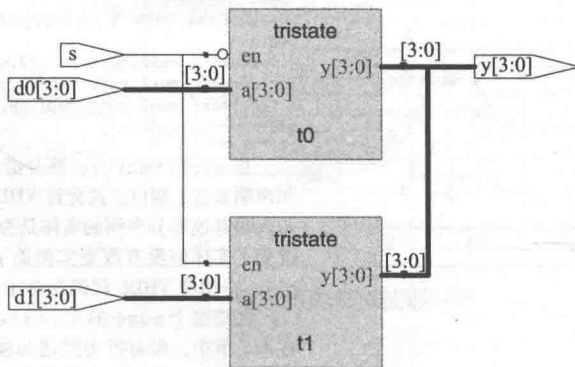 tristate
s
en
[3:0]
[3:0]
d0[3:0]
a[3:0]
y[3:0]
y[3:0]
t0
tristate
en
[3:0]
y[3:0]
[3:0]
d1[3:0]
a[3:0]
t1